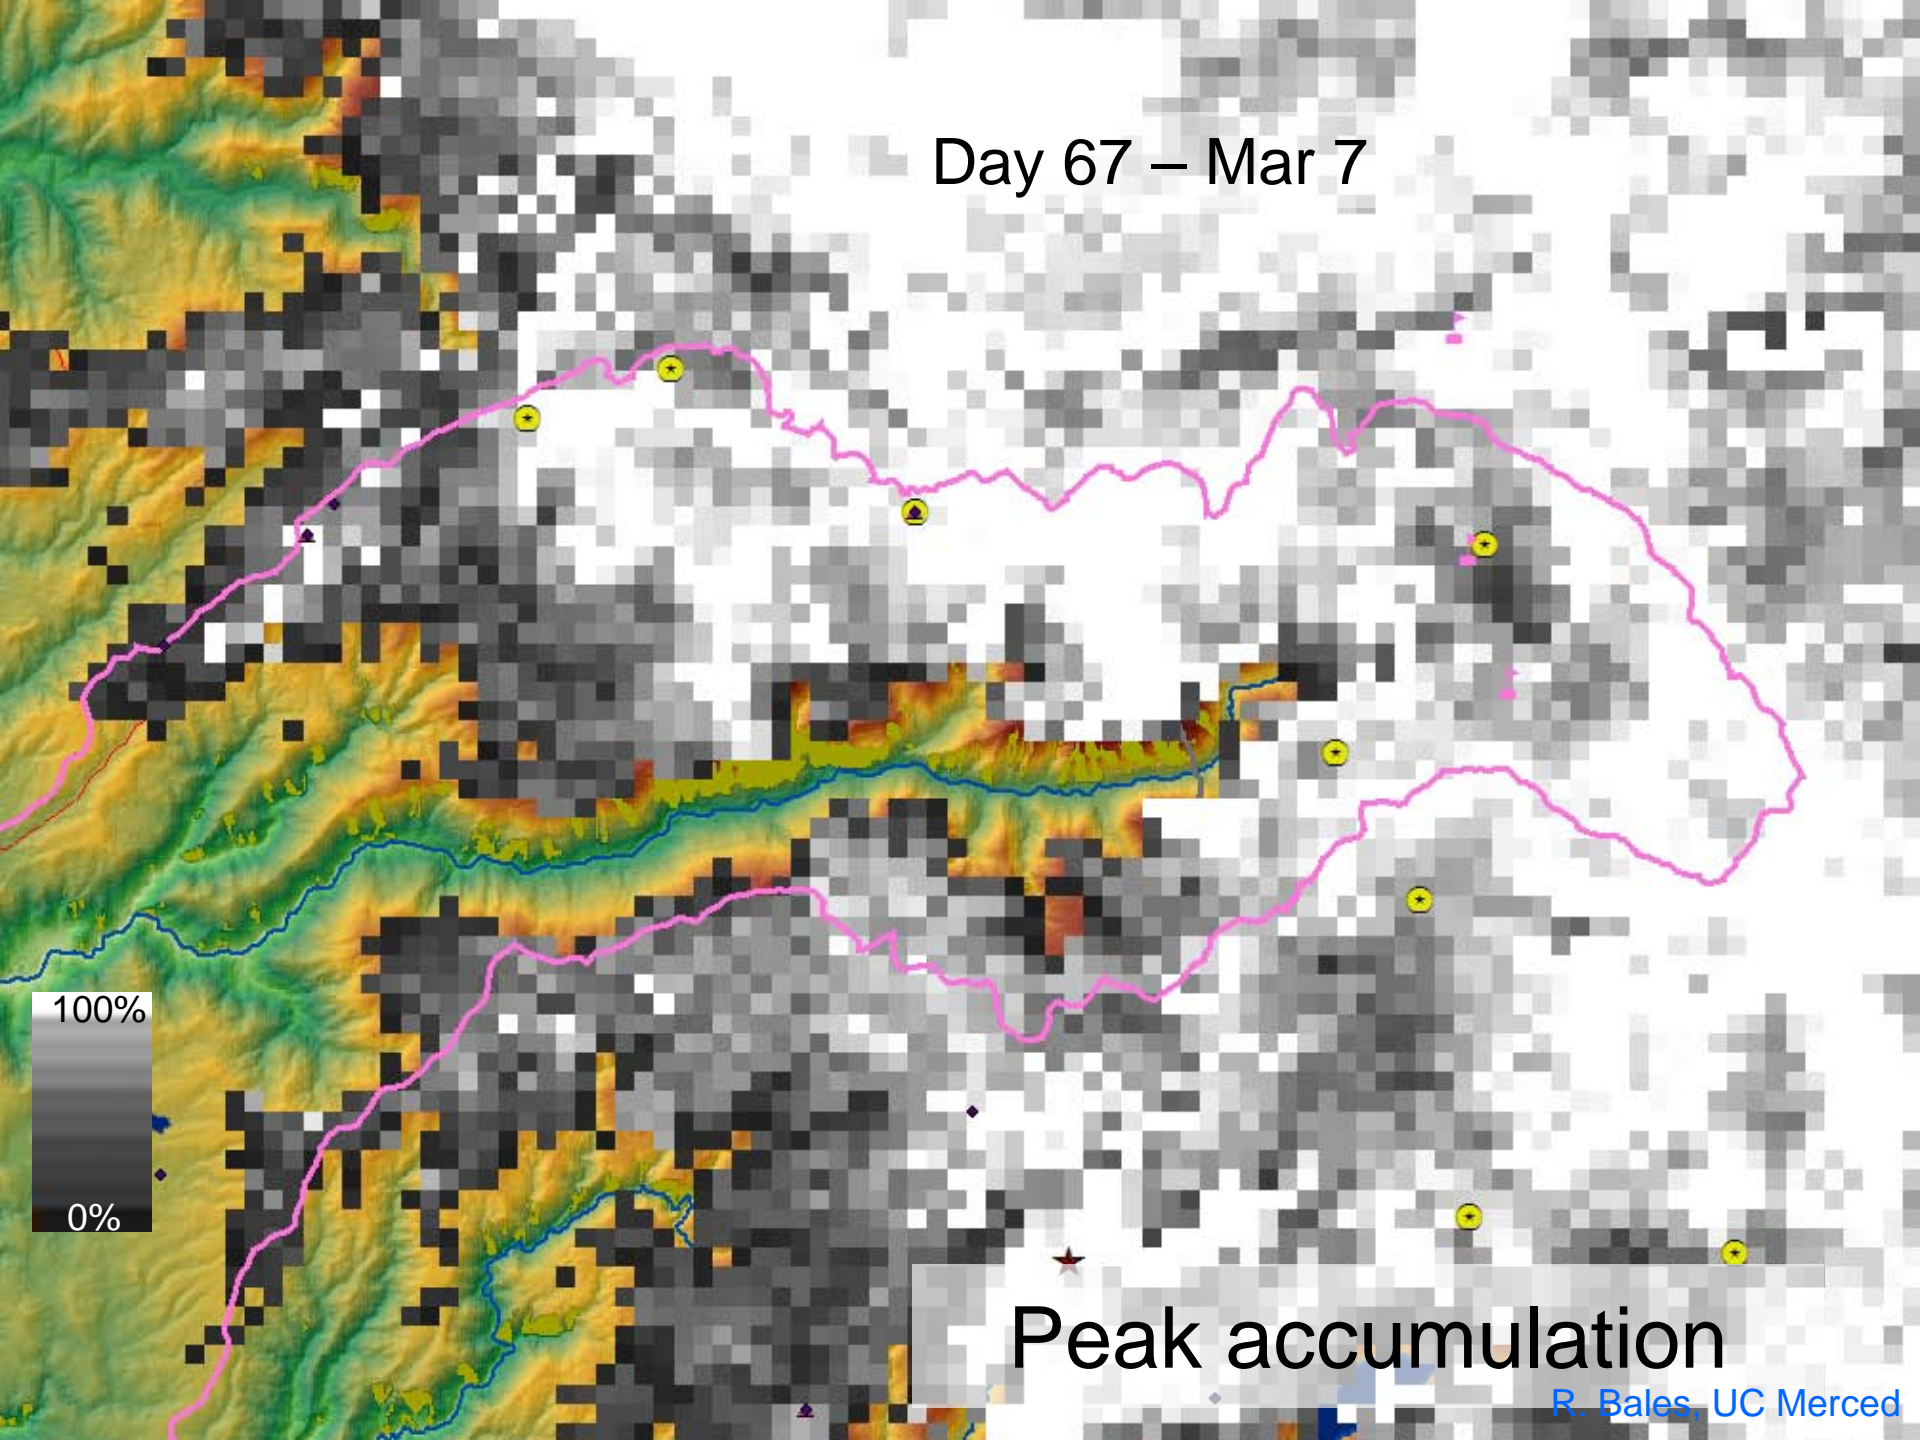 Day 67 – Mar 7
100%
0%
Peak accumulation
R. Bales, UC Merced